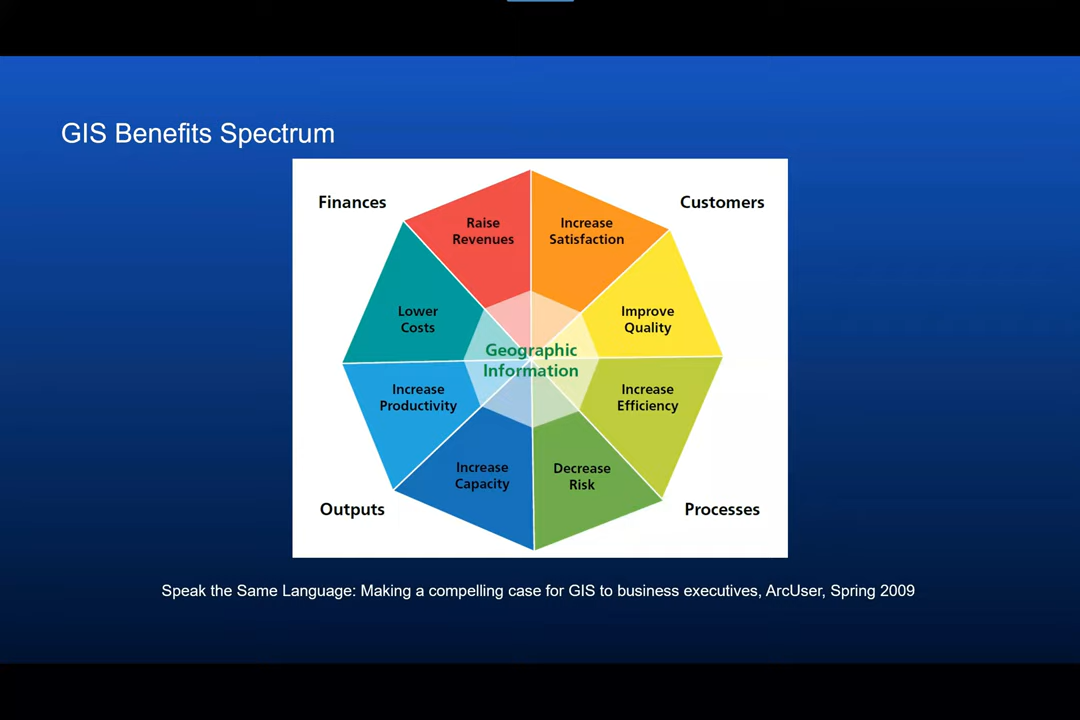 GIS Benefits Spectrum
Finances
Customers
Raise
Revenues
Increase
Satisfaction
Lower
Costs
Improve
Quality
Geographic
Information
Increase
Productivity
Increase
Efficiency
Increase
Capacity
Decrease
Risk
Outputs
Processes
Speak the Same Language: Making a compelling case for GIS to business executives, ArcUser, Spring 2009